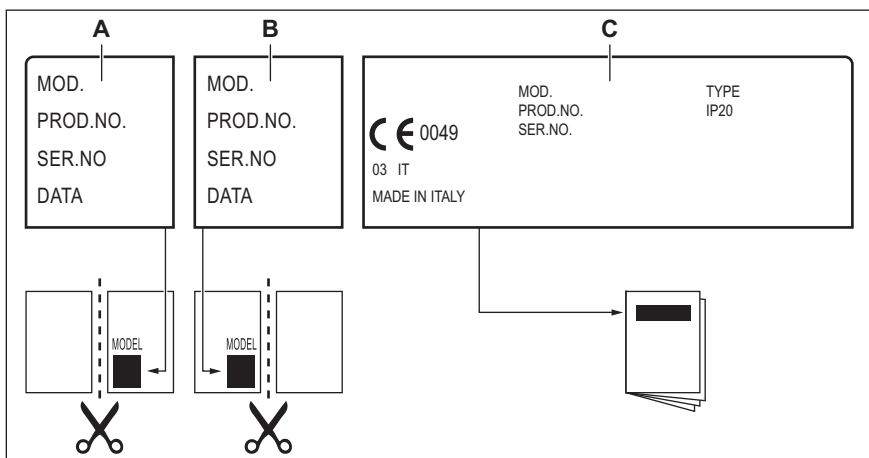 A
B
C
MOD.
PROD.NO.
SER.NO
DATA
MOD.
PROD.NO.
SER.NO
DATA
MOD.
PROD.NO.
SER.NO.
TYPE
IP20
CE 0049
03 IT
MADE IN ITALY
MODEL
MODEL